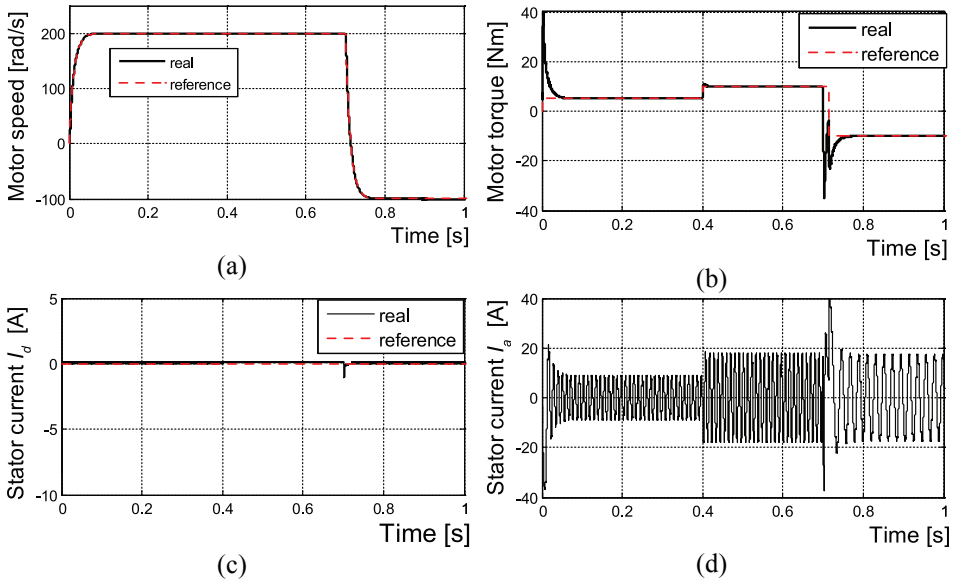 Motor speed [rad/s]
200
100
0
-100
real
reference
0 0.2 0.4 0.6 0.8 1
Time [s]
(a)
Motor torque [Nm]
40
20
0
-20
-40
real
reference
0 0.2 0.4 0.6 0.8 1
Time [s]
(b)
Stator current I_d [A]
5
0
-5
-10
real
reference
0 0.2 0.4 0.6 0.8 1
Time [s]
(c)
Stator current I_a [A]
40
20
0
-20
-40
0 0.2 0.4 0.6 0.8 1
Time [s]
(d)